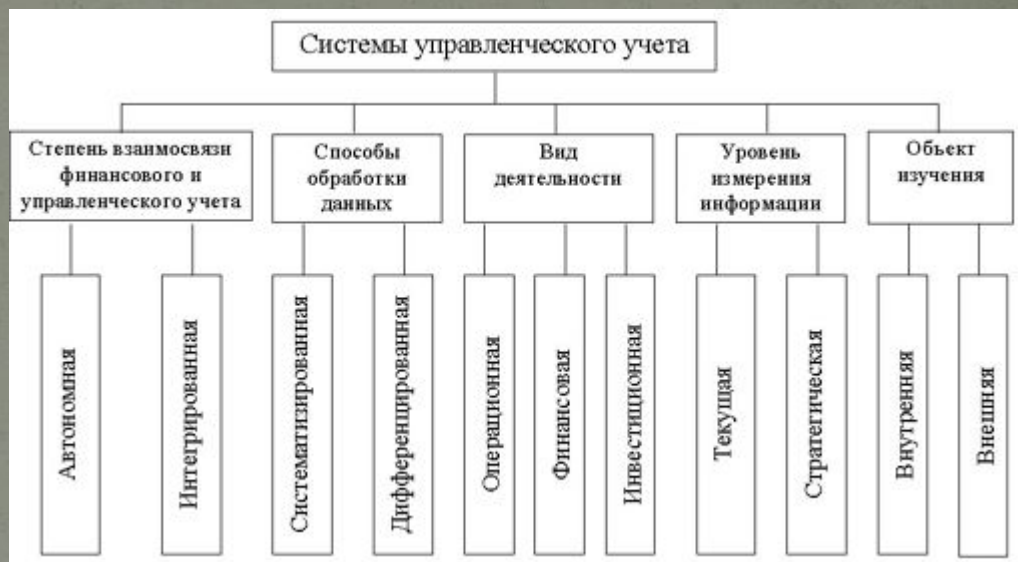 Системы управленческого учета
Степень взаимосвязи
финансового и
управленческого учета
Способы
обработки
данных
Вид
деятельности
Уровень
измерения
информации
Объект
изучения
Автономная
Интегрированная
Систематизированная
Дифференцированная
Операционная
Финансовая
Инвестиционная
Текущая
Стратегическая
Внутренняя
Внешняя